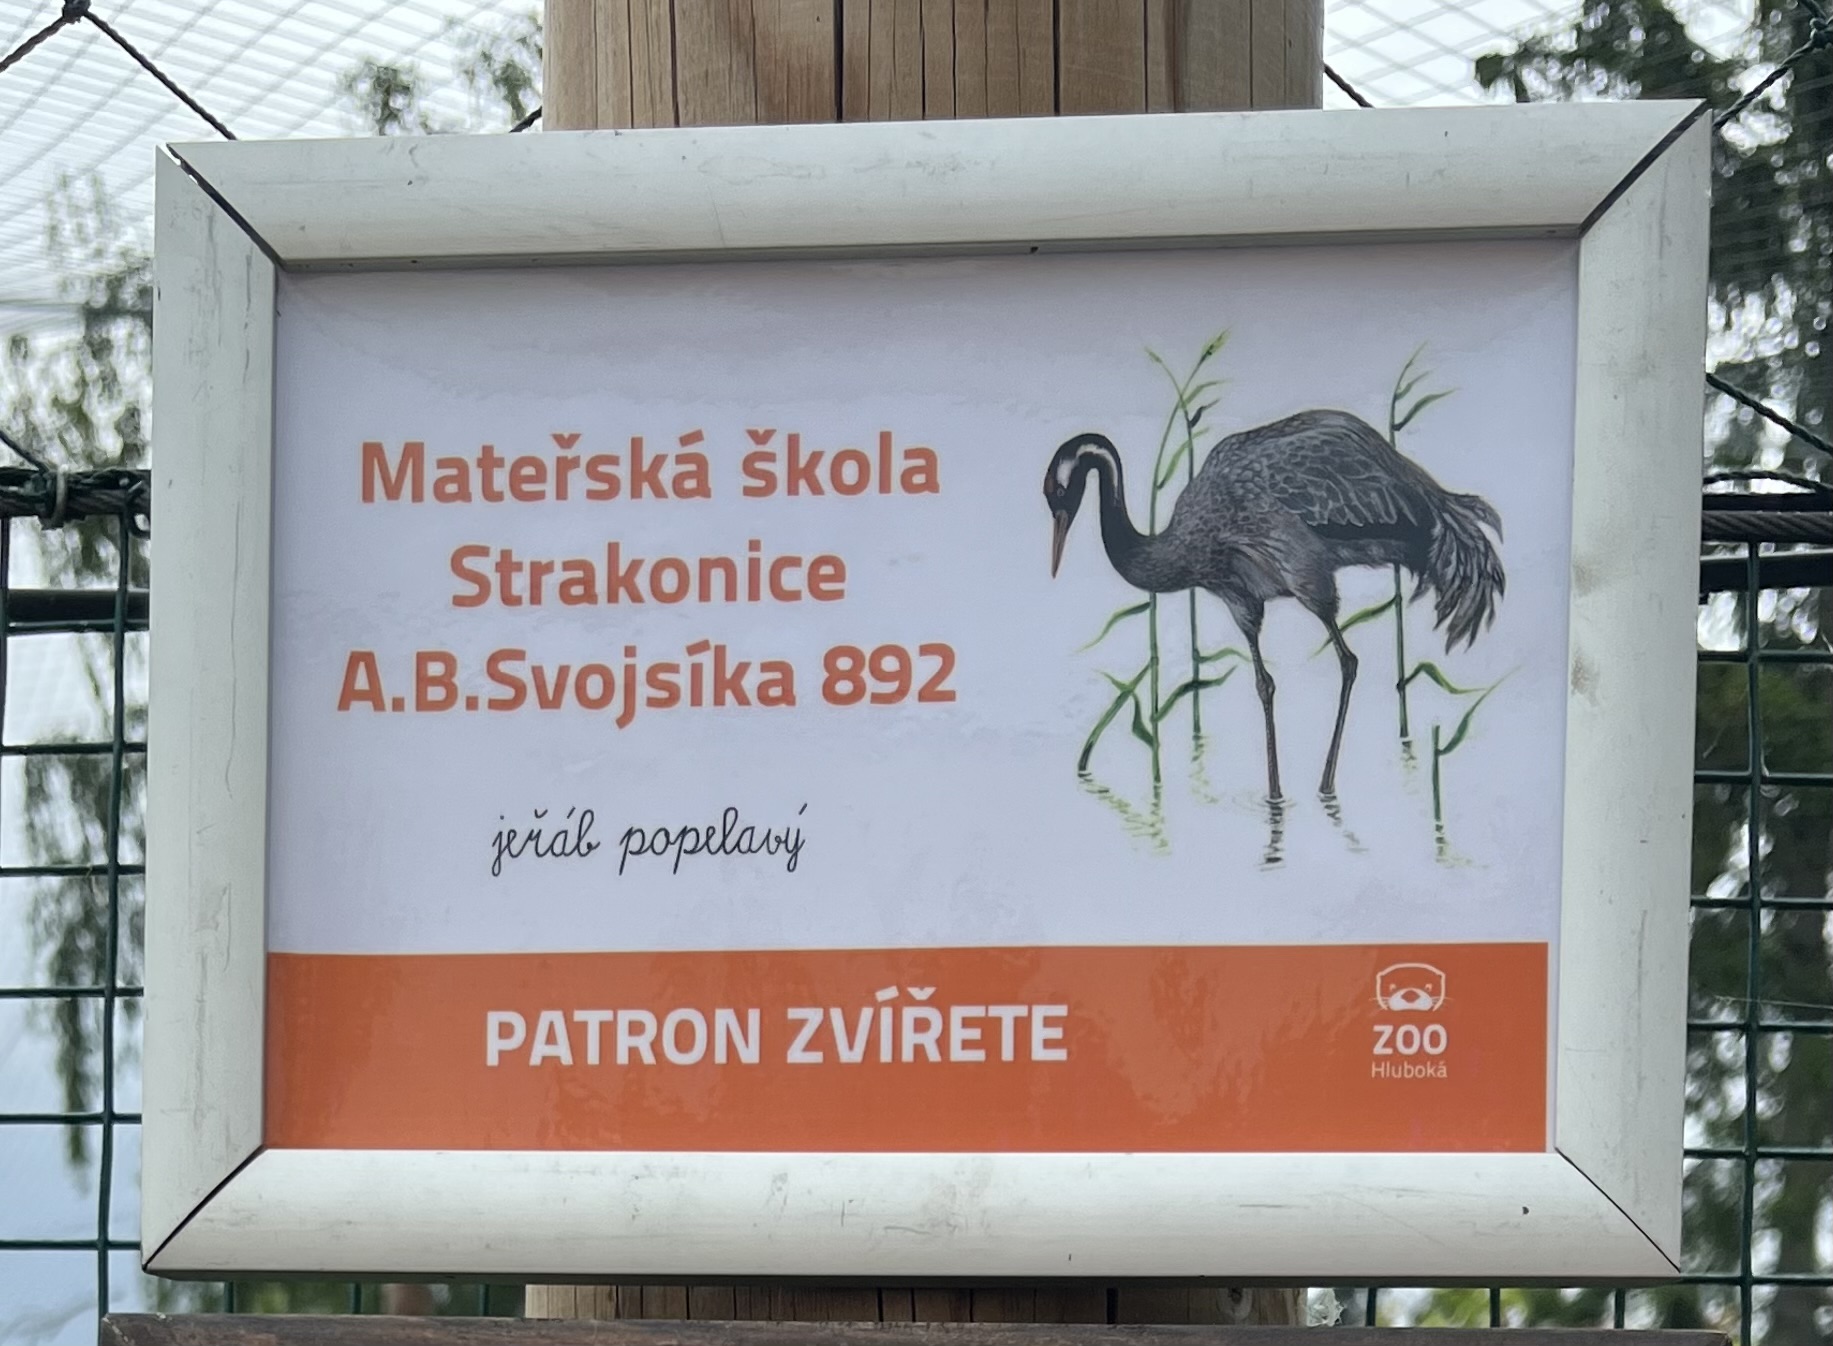 Mateřská škola
Strakonice
A.B.Svojsíka 892
jeřáb popelavý
PATRON ZVÍŘETE
ZOO
Hluboká